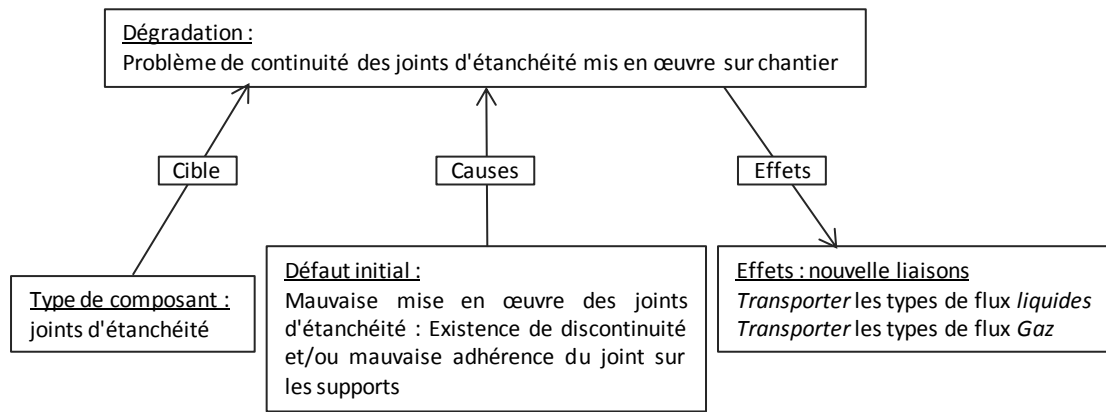 Dégradation :
Problème de continuité des joints d'étanchéité mis en œuvre sur chantier
Cible
Causes
Effets
Type de composant :
joints d'étanchéité
Défaut initial :
Mauvaise mise en œuvre des joints
d'étanchéité : Existence de discontinuité
et/ou mauvaise adhérence du joint sur
les supports
Effets : nouvelle liaisons
Transporter les types de flux liquides
Transporter les types de flux Gaz